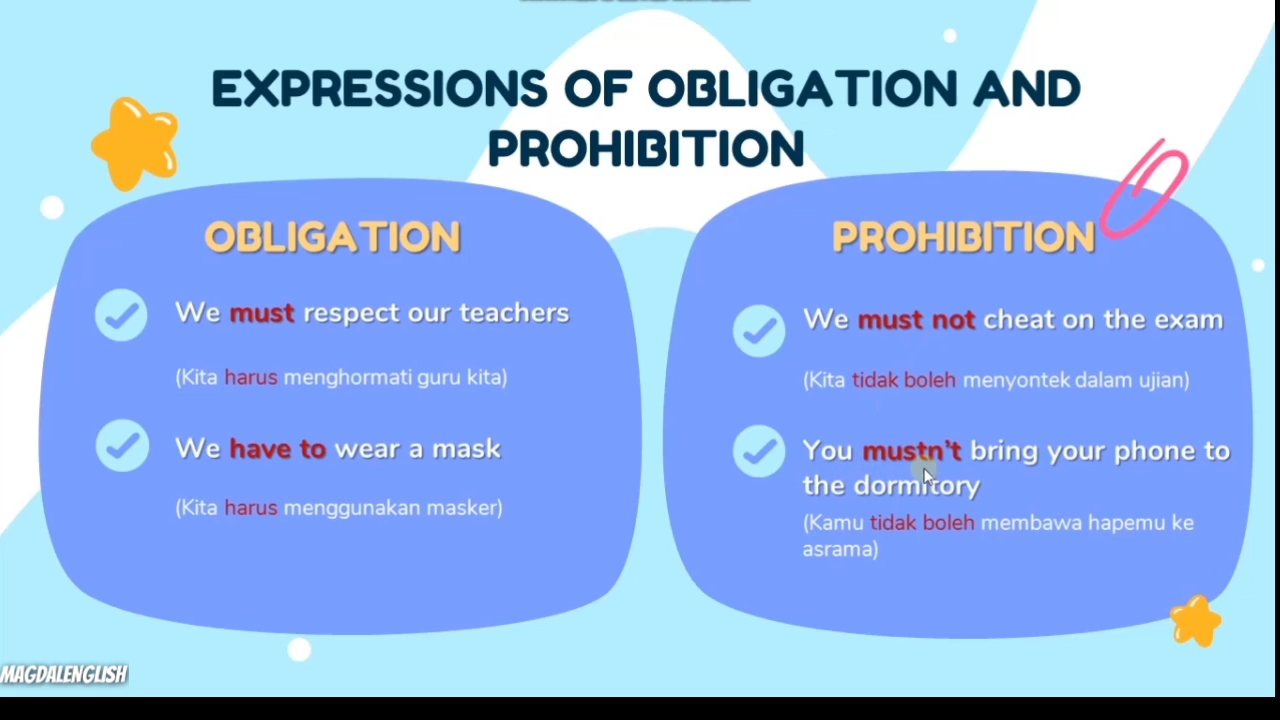 EXPRESSIONS OF OBLIGATION AND
PROHIBITION
OBLIGATION
We must respect our teachers
(Kita harus menghormati guru kita)
We have to wear a mask
(Kita harus menggunakan masker)
PROHIBITION
We must not cheat on the exam
(Kita tidak boleh menyontek dalam ujian)
You mustn't bring your phone to
the dormitory
(Kamu tidak boleh membawa hapemu ke
asrama)
MAGDALENGLISH